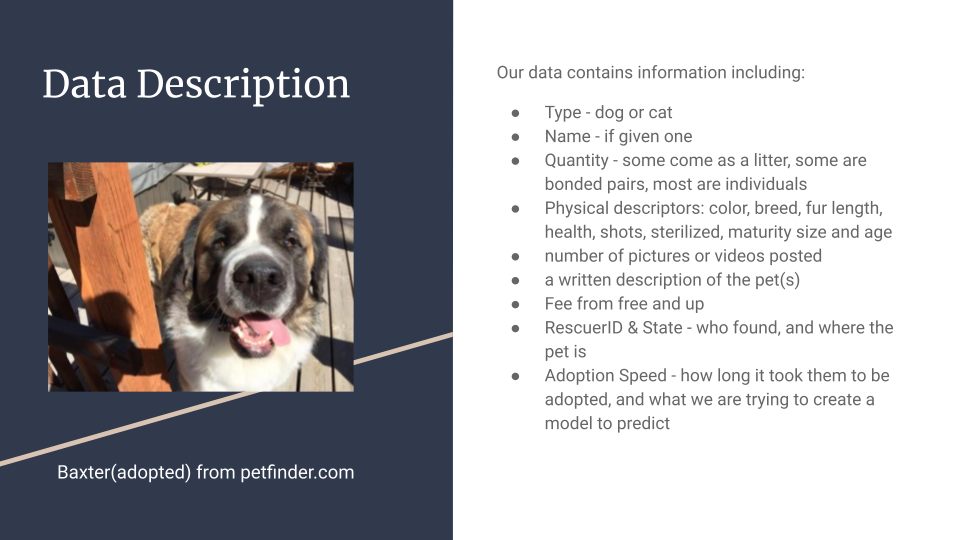 Data Description
Baxter(adopted) from petfinder.com
Our data contains information including:
● Type - dog or cat
● Name - if given one
● Quantity - some come as a litter, some are
bonded pairs, most are individuals
● Physical descriptors: color, breed, fur length,
health, shots, sterilized, maturity size and age
● number of pictures or videos posted
● a written description of the pet(s)
● Fee from free and up
● RescuerID & State - who found, and where the
pet is
● Adoption Speed - how long it took them to be
adopted, and what we are trying to create a
model to predict